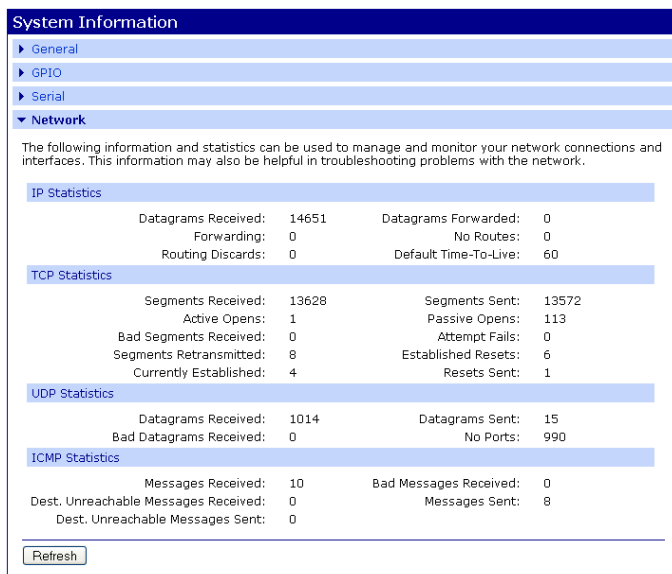 System Information
General
GPIO
Serial
Network
The following information and statistics can be used to manage and monitor your network connections and
interfaces. This information may also be helpful in troubleshooting problems with the network.
IP Statistics
Datagrams Received: 14651 Datagrams Forwarded: 0
Forwarding: 0 No Routes: 0
Routing Discards: 0 Default Time-To-Live: 60
TCP Statistics
Segments Received: 13628 Segments Sent: 13572
Active Opens: 1 Passive Opens: 113
Bad Segments Received: 0 Attempt Fails: 0
Segments Retransmitted: 8 Established Resets: 6
Currently Established: 4 Resets Sent: 1
UDP Statistics
Datagrams Received: 1014 Datagrams Sent: 15
Bad Datagrams Received: 0 No Ports: 990
ICMP Statistics
Messages Received: 10 Bad Messages Received: 0
Dest. Unreachable Messages Received: 0 Messages Sent: 8
Dest. Unreachable Messages Sent: 0
Refresh